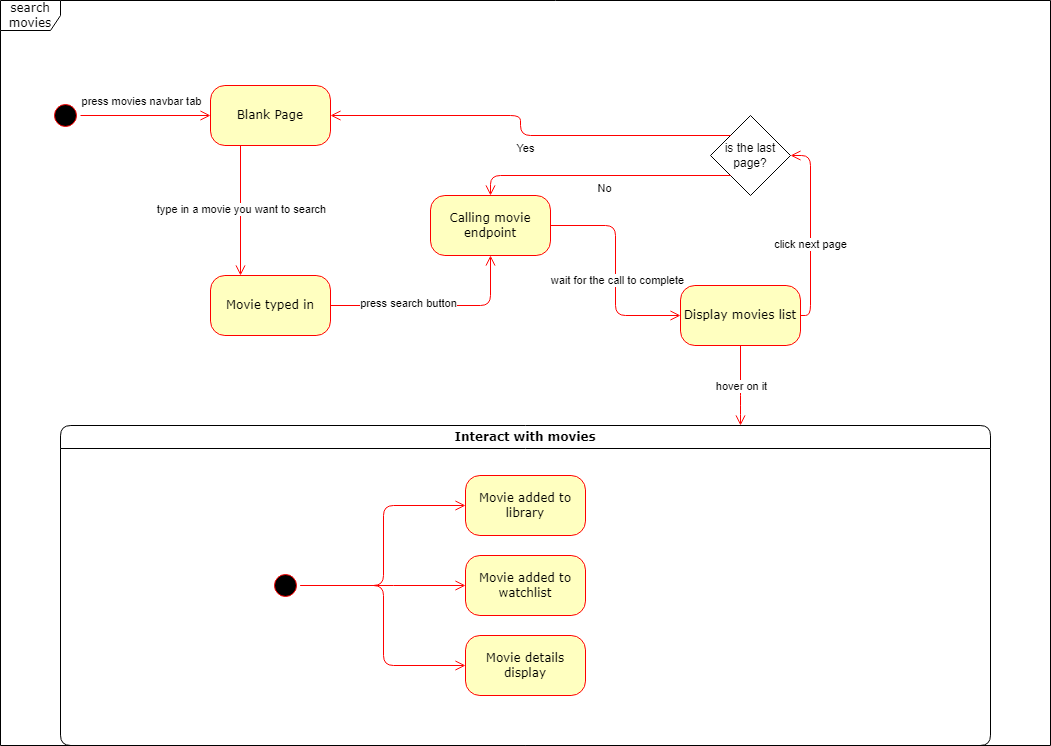 search
movies
press movies navbar tab
Blank Page
is the last
page?
Yes
No
type in a movie you want to search
Calling movie
endpoint
click next page
wait for the call to complete
Movie typed in
press search button
Display movies list
hover on it
Interact with movies
Movie added to
library
Movie added to
watchlist
Movie details
display